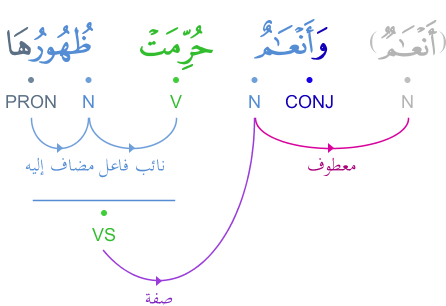 (أَنْعَـٰمٌ) وَأَنْعَـٰمٌ حُرِّمَتْ ظُهُورُهَا
PRON N V N CONJ N
نائب فاعل مضاف إليه معطوف
VS
صفة